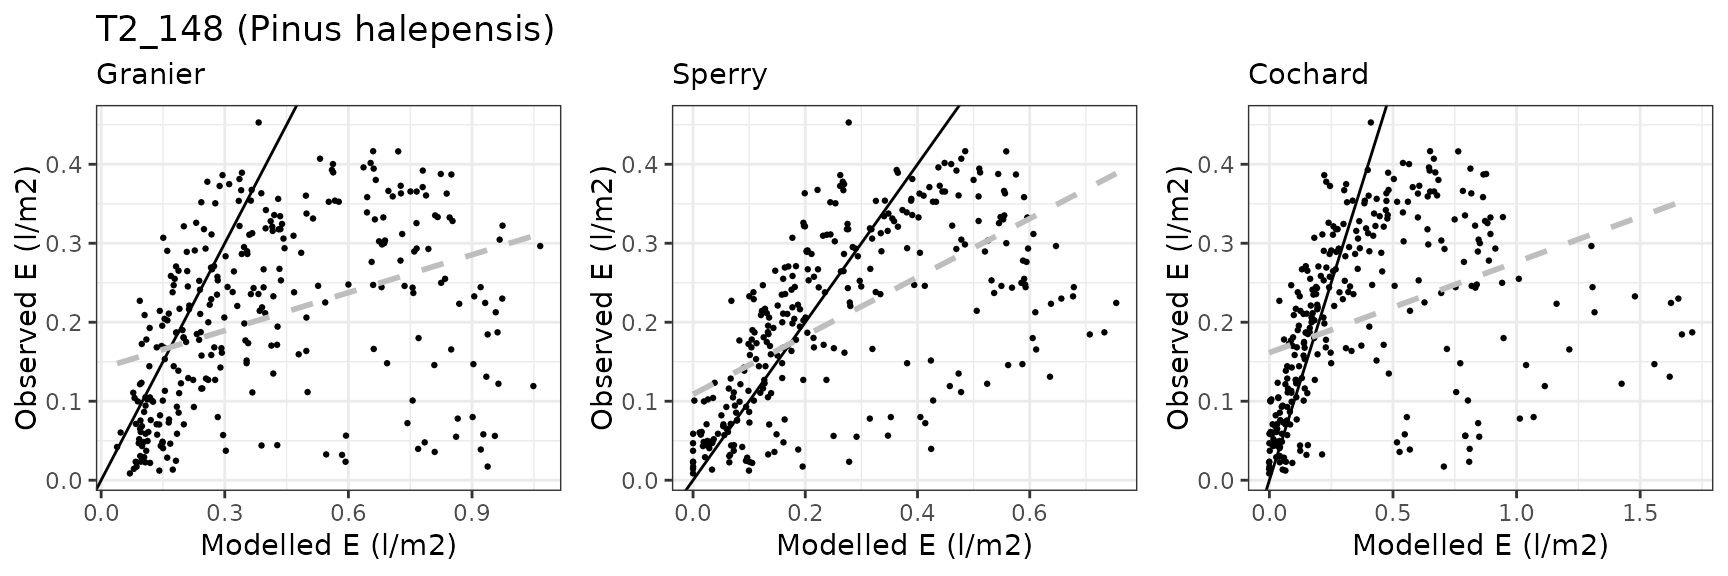 T2_148 (Pinus halepensis)
Granier
Sperry
Cochard
Observed E (l/m2)
0.4
0.3
0.2
0.1
0.0
0.0 0.3 0.6 0.9
Modelled E (l/m2)
Observed E (l/m2)
0.4
0.3
0.2
0.1
0.0
0.0 0.2 0.4 0.6
Modelled E (l/m2)
Observed E (l/m2)
0.4
0.3
0.2
0.1
0.0
0.0 0.5 1.0 1.5
Modelled E (l/m2)